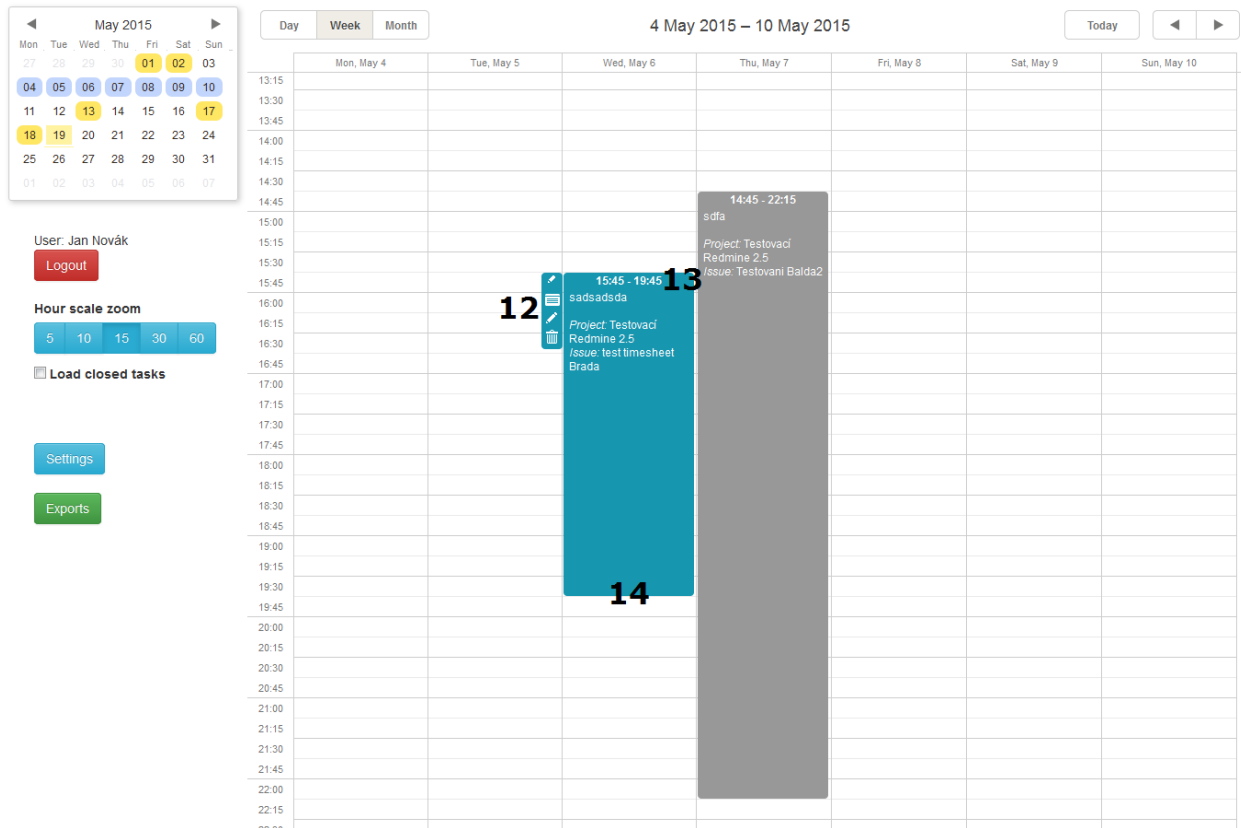 May 2015
Mon Tue Wed Thu Fri Sat Sun
27 28 29 30 01 02 03
04 05 06 07 08 09 10
11 12 13 14 15 16 17
18 19 20 21 22 23 24
25 26 27 28 29 30 31
01 02 03 04 05 06 07
User: Jan Novák
Logout
Hour scale zoom
5 10 15 30 60
Load closed tasks
Settings
Exports
Day Week Month
4 May 2015 – 10 May 2015
Today
Mon, May 4 Tue, May 5 Wed, May 6 Thu, May 7 Fri, May 8 Sat, May 9 Sun, May 10
13:15
13:30
13:45
14:00
14:15
14:30
14:45
15:00
15:15
15:30
15:45
16:00
16:15
16:30
16:45
17:00
17:15
17:30
17:45
18:00
18:15
18:30
18:45
19:00
19:15
19:30
19:45
20:00
20:15
20:30
20:45
21:00
21:15
21:30
21:45
22:00
22:15
12
15:45 - 19:45
sadsadsda
Project: Testovací
Redmine 2.5
Issue: test timesheet
Brada
13
14
14:45 - 22:15
sdfa
Project: Testovací
Redmine 2.5
Issue: Testovani Balda2